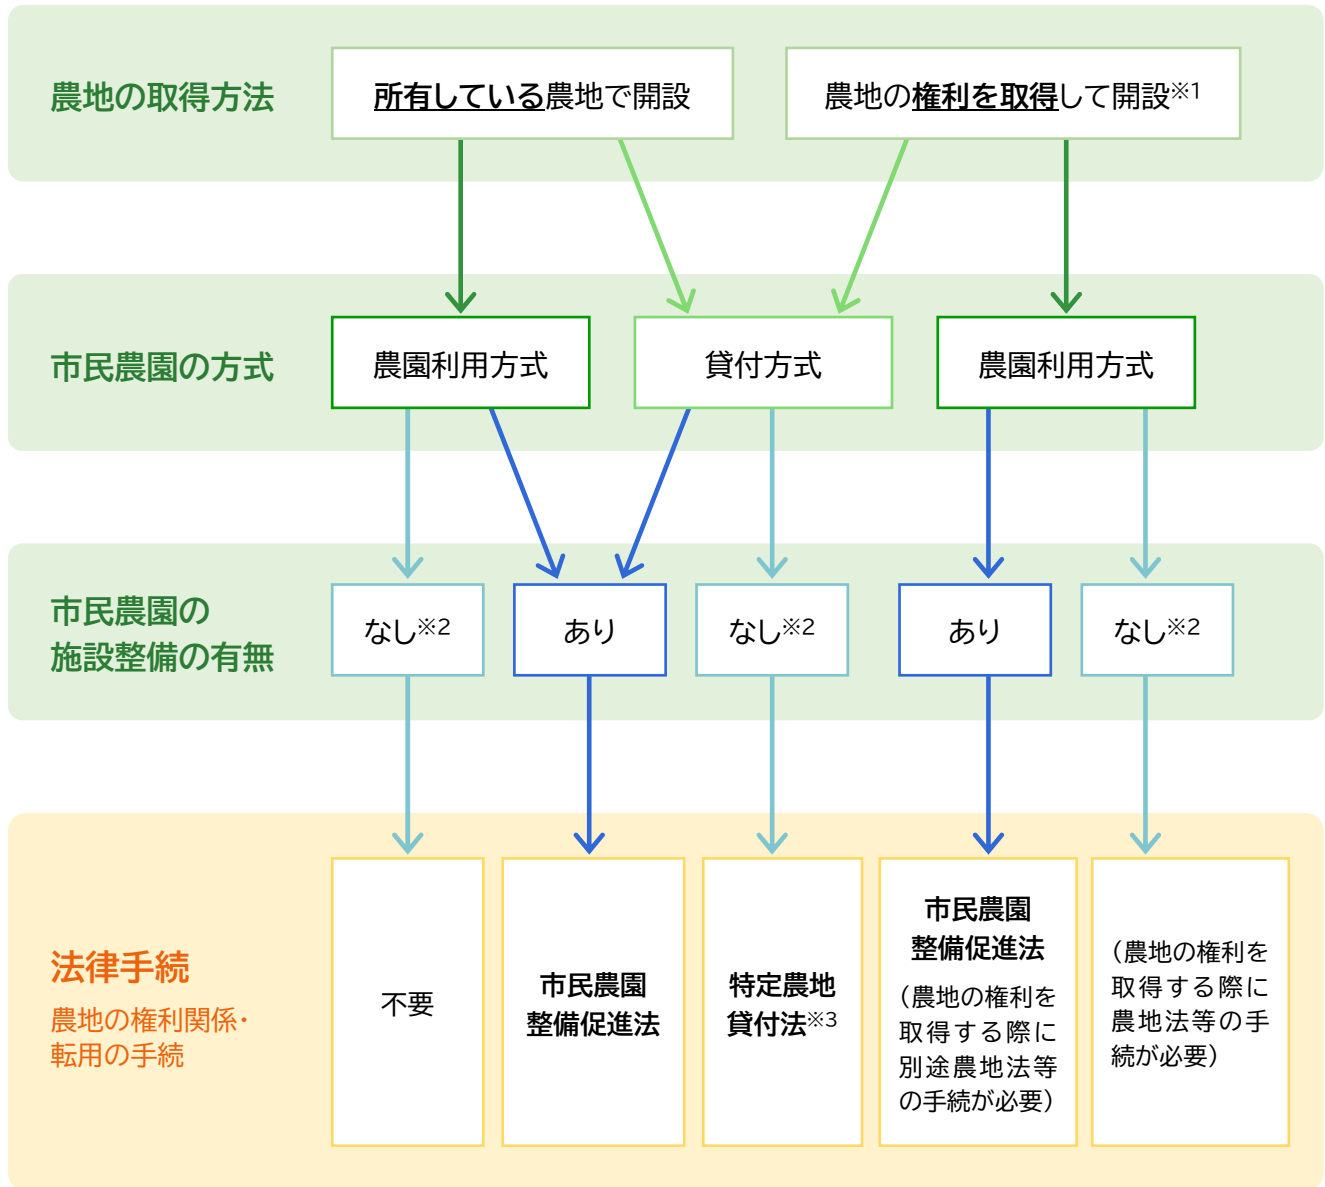 農地の取得方法
所有している農地で開設
農地の権利を取得して開設※1
市民農園の方式
農園利用方式
貸付方式
農園利用方式
市民農園の
施設整備の有無
なし※2
あり
なし※2
あり
なし※2
法律手続
農地の権利関係・
転用の手続
不要
市民農園
整備促進法
特定農地
貸付法※3
市民農園
整備促進法
（農地の権利を
取得する際に
別途農地法等
の手続が必要）
（農地の権利を
取得する際に
農地法等の手
続が必要）